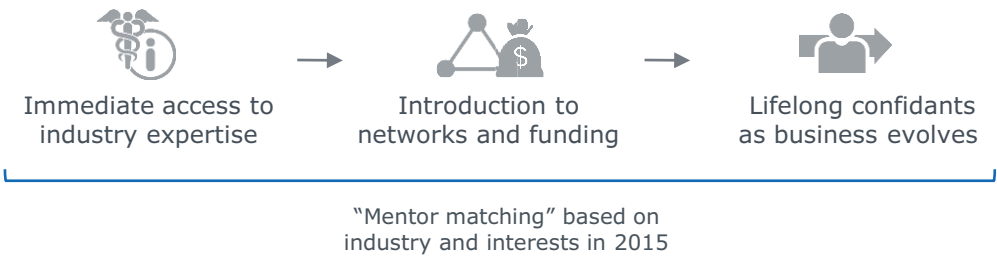 Immediate access to
industry expertise
Introduction to
networks and funding
Lifelong confidants
as business evolves
“Mentor matching” based on
industry and interests in 2015
i
$